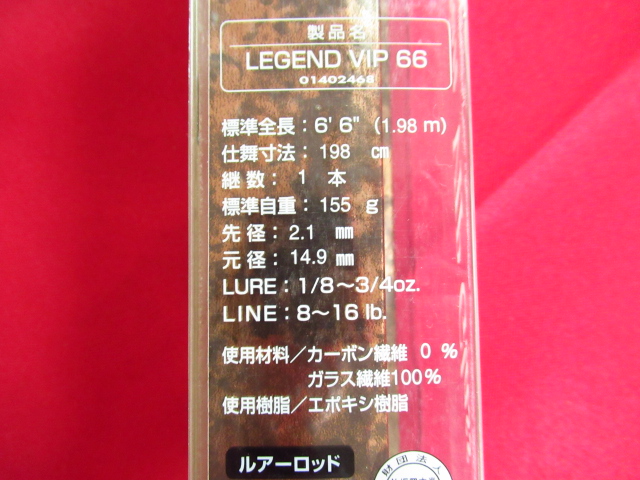 製品名
LEGEND VIP 66
01402468
標準全長：6' 6" (1.98 m)
仕舞寸法：198 cm
継数：1 本
標準自重：155 g
先径：2.1 mm
元径：14.9 mm
LURE：1/8〜3/4oz.
LINE：8〜16 lb.
使用材料／カーボン繊維 0 %
ガラス繊維100%
使用樹脂／エポキシ樹脂
ルアーロッド
財団法人